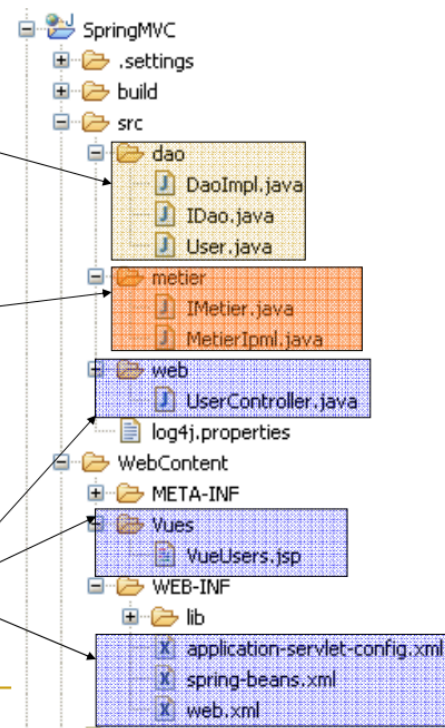 SpringMVC
.settings
build
src
dao
DaoImpl.java
IDao.java
User.java
metier
IMetier.java
MetierIpml.java
web
UserController.java
log4j.properties
WebContent
META-INF
Vues
VueUsers.jsp
WEB-INF
lib
application-servlet-config.xml
spring-beans.xml
web.xml